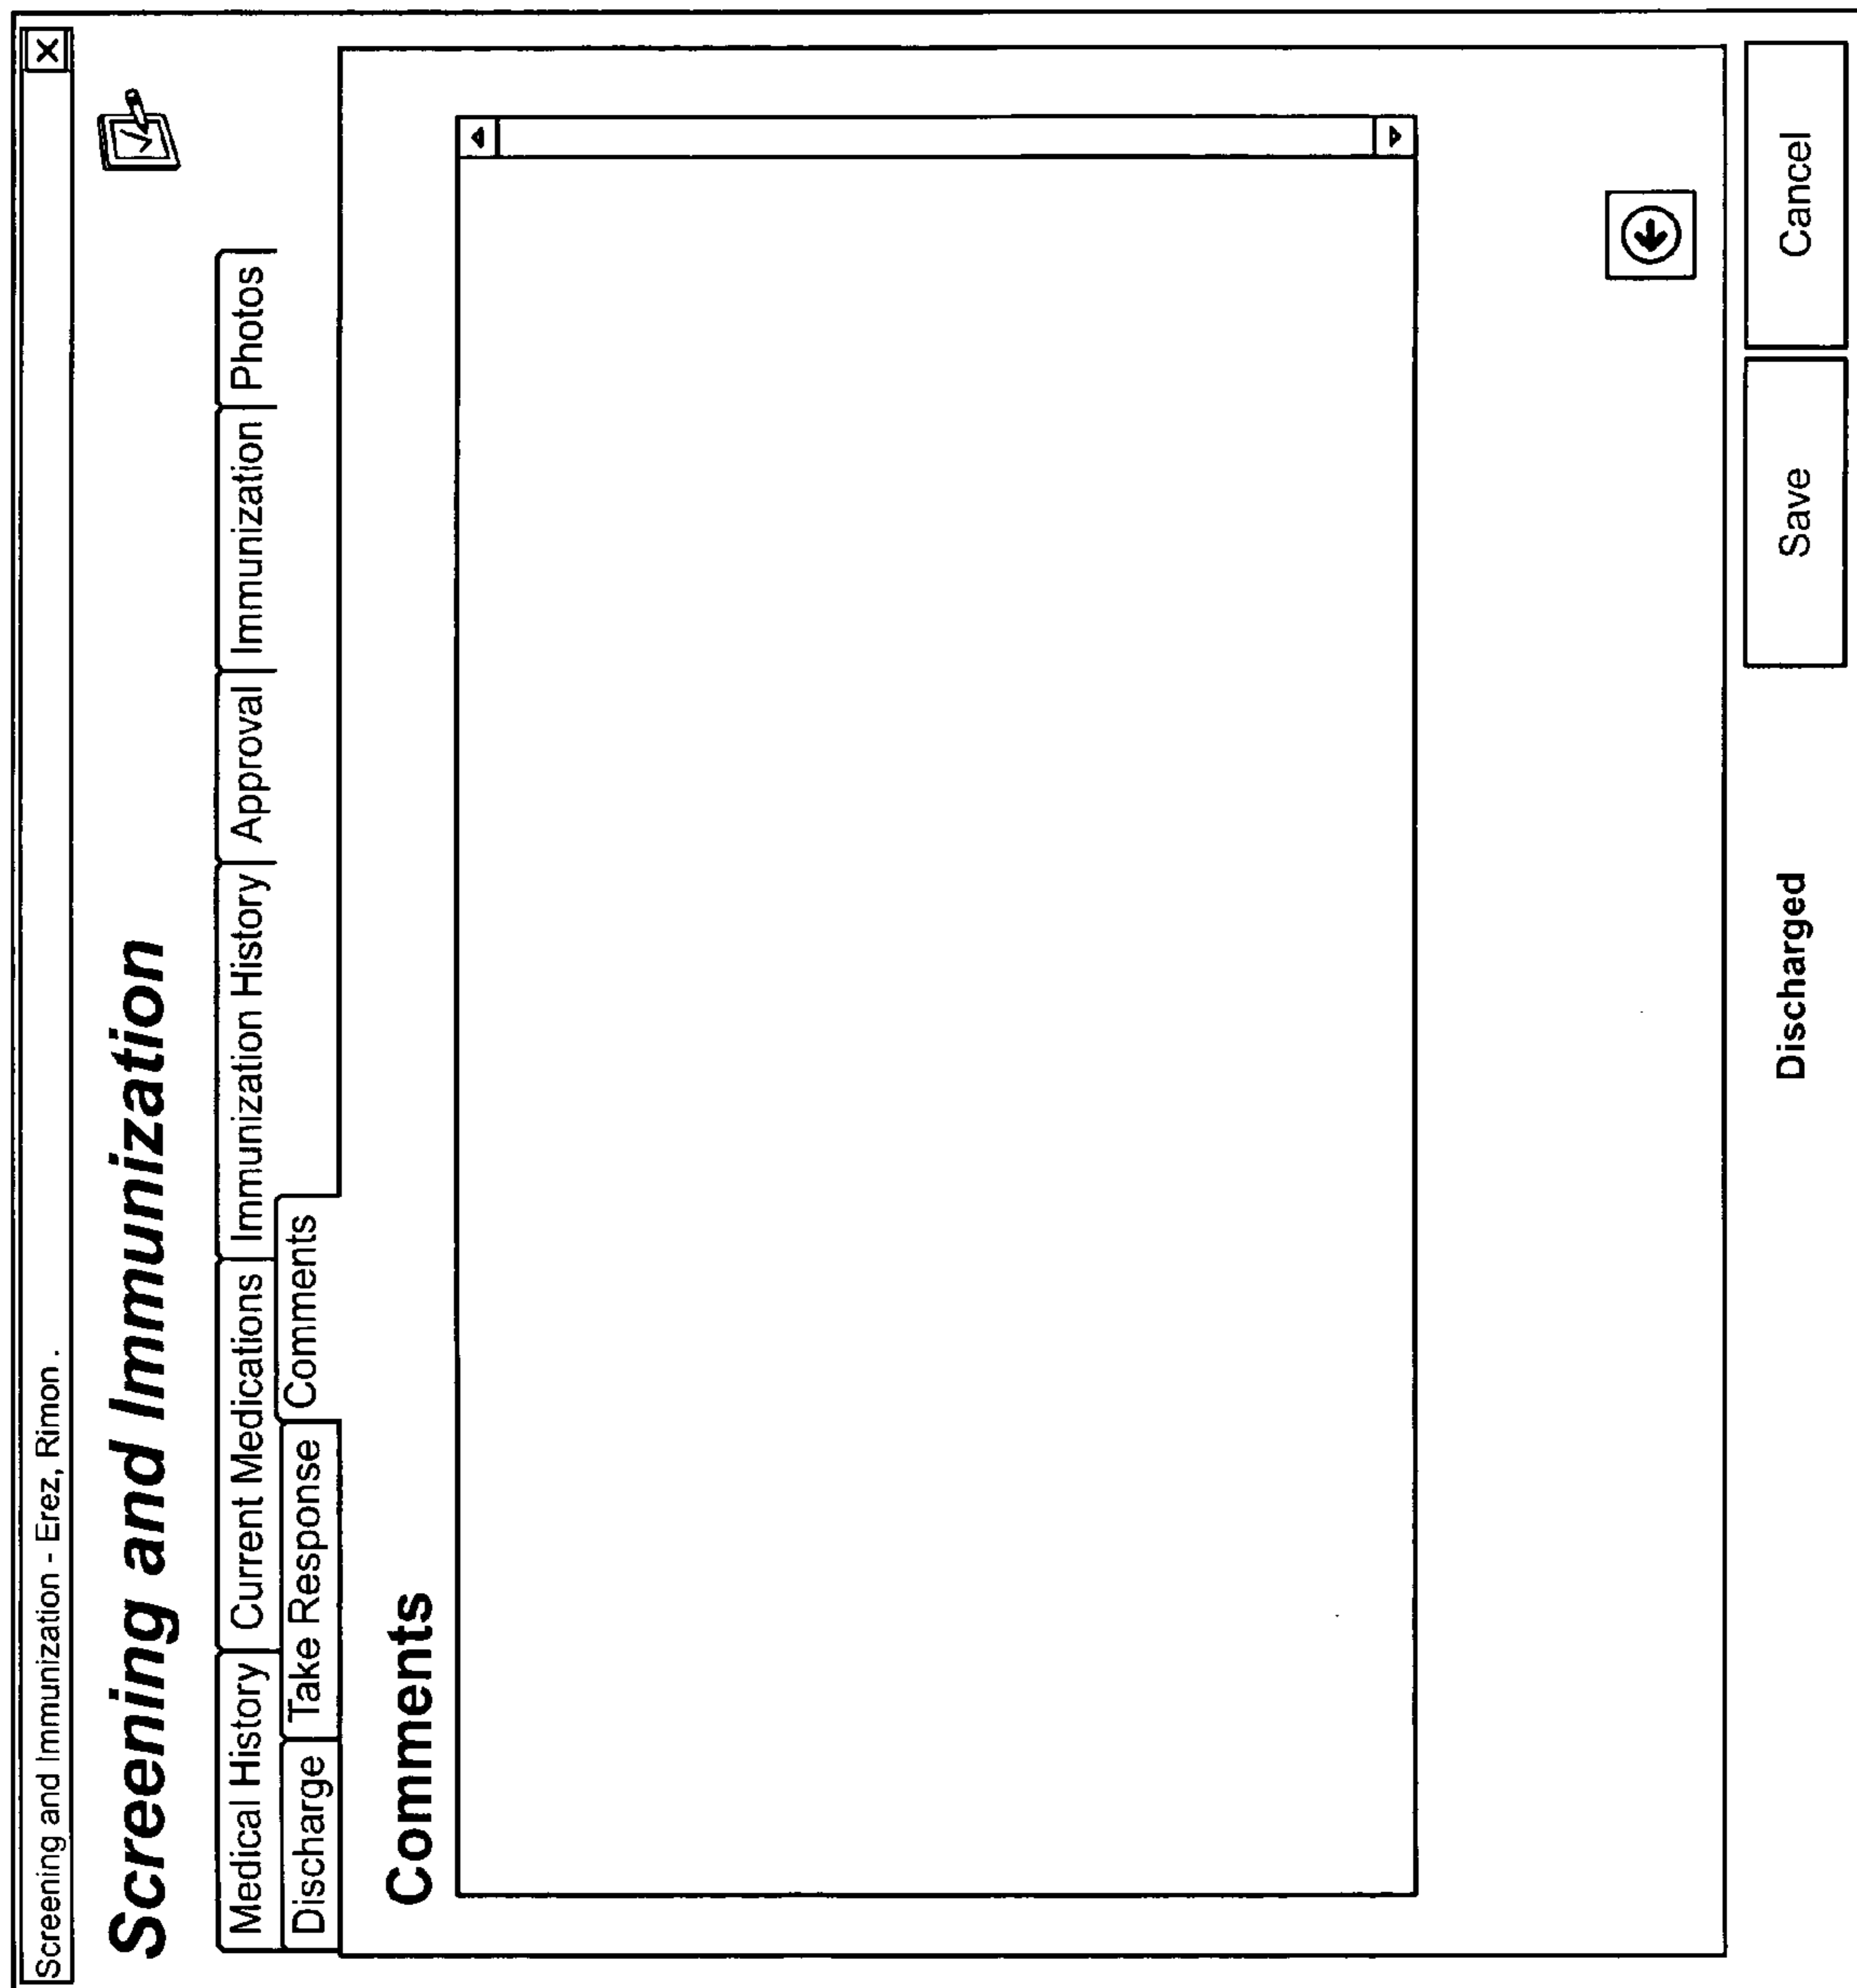 Screening and Immunization - Erez, Rimon .
Screening and Immunization
Medical History Current Medications Immunization History Approval Immunization Photos
Discharge Take Response Comments
Comments
Discharged Save Cancel